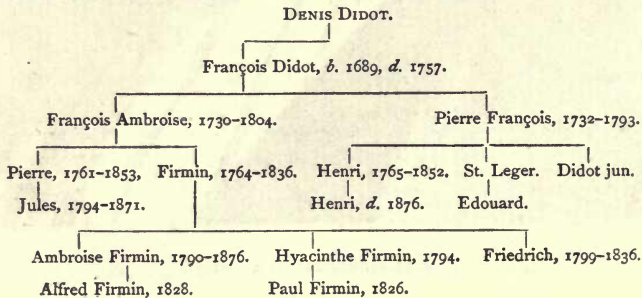 DENIS DIDOT.
François Didot, b. 1689, d. 1757.
François Ambroise, 1730–1804. Pierre François, 1732–1793.
Pierre, 1761–1853, Firmin, 1764–1836. Henri, 1765–1852. St. Leger. Didot jun.
Jules, 1794–1871. Henri, d. 1876. Edouard.
Ambroise Firmin, 1790–1876. Hyacinthe Firmin, 1794. Friedrich, 1799–1836.
Alfred Firmin, 1828. Paul Firmin, 1826.